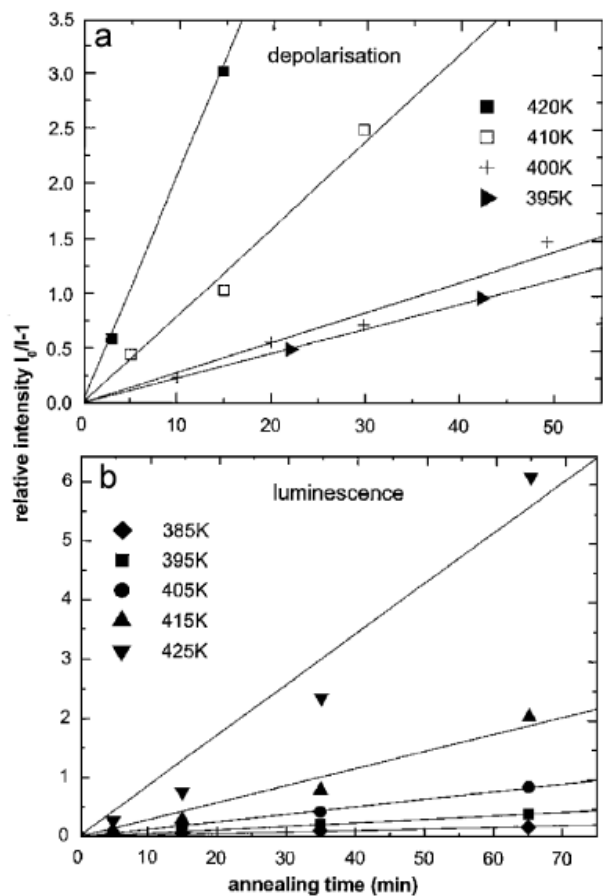 a
depolarisation
3.5
3.0
2.5
2.0
1.5
1.0
0.5
0.0
420K
410K
400K
395K
0 10 20 30 40 50
relative intensity I₀/I-1
b
luminescence
6
5
4
3
2
1
0
385K
395K
405K
415K
425K
0 10 20 30 40 50 60 70
annealing time (min)